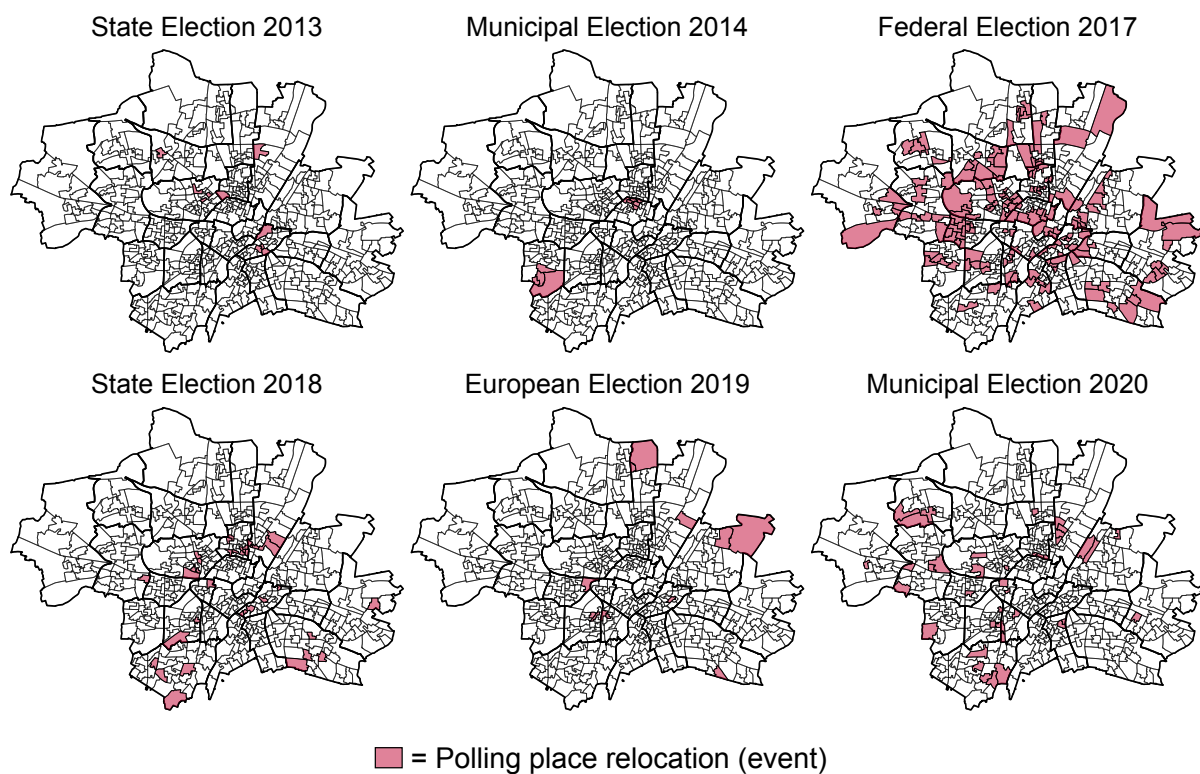 State Election 2013
Municipal Election 2014
Federal Election 2017
State Election 2018
European Election 2019
Municipal Election 2020
= Polling place relocation (event)